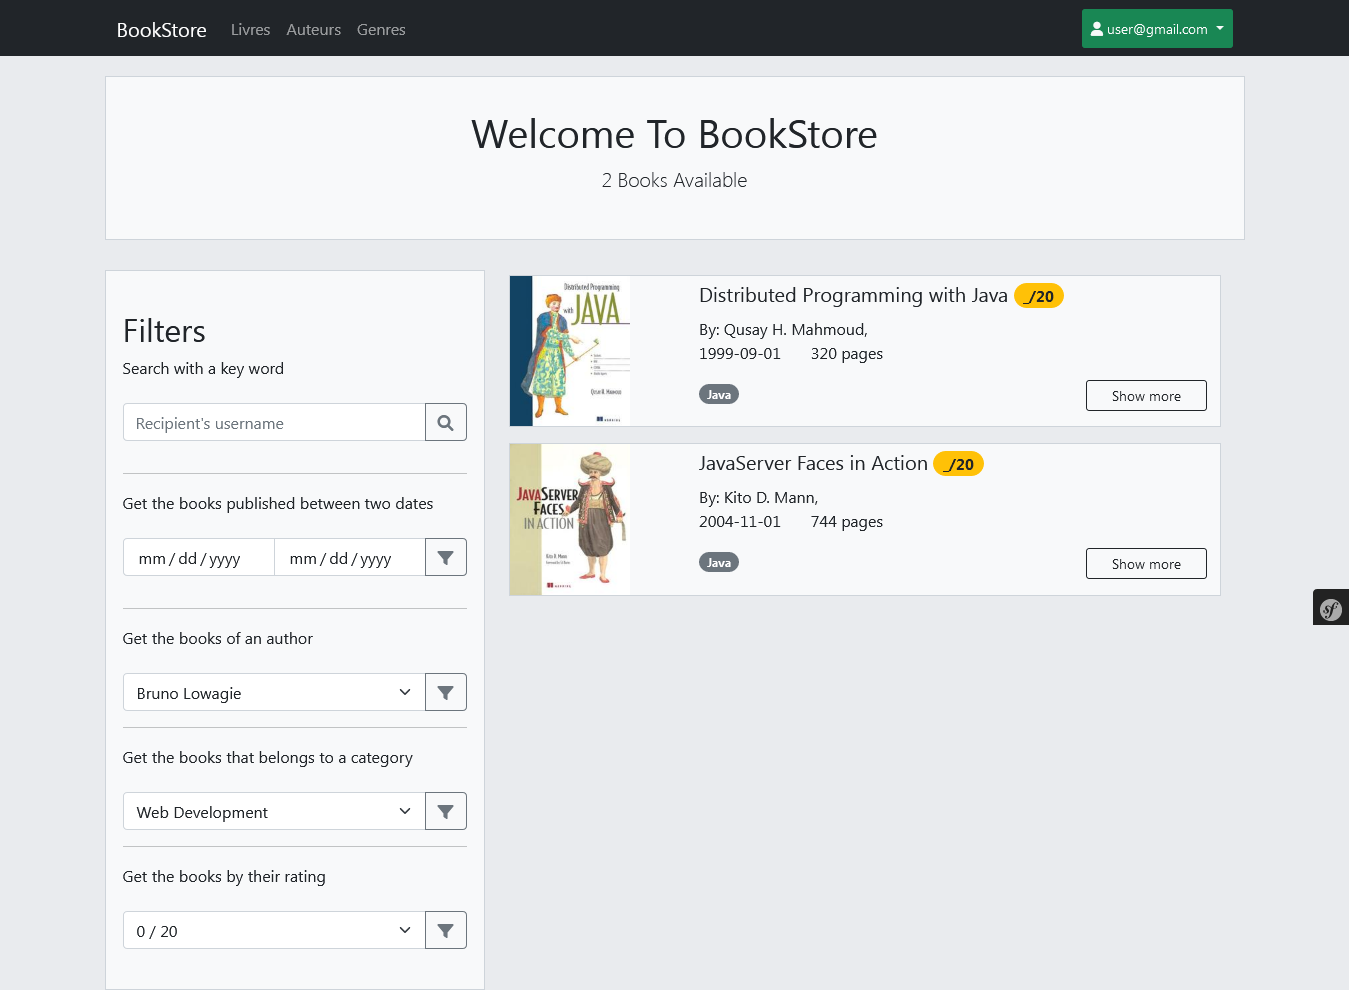 BookStore Livres Auteurs Genres user@gmail.com
Welcome To BookStore
2 Books Available
Filters
Search with a key word
Recipient's username
Get the books published between two dates
mm/dd/yyyy mm/dd/yyyy
Get the books of an author
Bruno Lowagie
Get the books that belongs to a category
Web Development
Get the books by their rating
0 / 20
Distributed Programming
with JAVA
Qusay H. Mahmoud
MANNING
Distributed Programming with Java _/20
By: Qusay H. Mahmoud,
1999-09-01 320 pages
Java
Show more
JAVASERVER
FACES
IN ACTION
Kito D. Mann
MANNING
JavaServer Faces in Action _/20
By: Kito D. Mann,
2004-11-01 744 pages
Java
Show more
sf